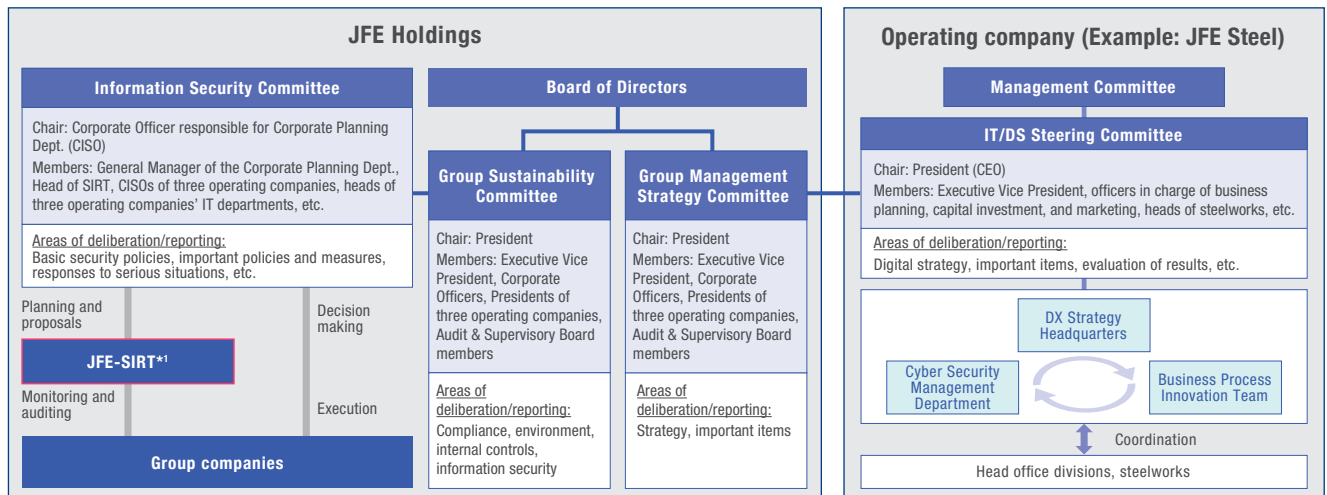 JFE Holdings
Information Security Committee
Chair: Corporate Officer responsible for Corporate Planning
Dept. (CISO)
Members: General Manager of the Corporate Planning Dept.,
Head of SIRT, CISOs of three operating companies, heads of
three operating companies' IT departments, etc.
Areas of deliberation/reporting:
Basic security policies, important policies and measures,
responses to serious situations, etc.
Planning and
proposals
Decision
making
JFE-SIRT*1
Monitoring and
auditing
Execution
Group companies
Board of Directors
Group Sustainability
Committee
Chair: President
Members: Executive Vice
President, Corporate
Officers, Presidents of
three operating companies,
Audit & Supervisory Board
members
Areas of
deliberation/reporting:
Compliance, environment,
internal controls,
information security
Group Management
Strategy Committee
Chair: President
Members: Executive Vice
President, Corporate
Officers, Presidents of
three operating companies,
Audit & Supervisory Board
members
Areas of
deliberation/reporting:
Strategy, important items
Operating company (Example: JFE Steel)
Management Committee
IT/DS Steering Committee
Chair: President (CEO)
Members: Executive Vice President, officers in charge of business
planning, capital investment, and marketing, heads of steelworks, etc.
Areas of deliberation/reporting:
Digital strategy, important items, evaluation of results, etc.
DX Strategy
Headquarters
Cyber Security
Management
Department
Business Process
Innovation Team
Coordination
Head office divisions, steelworks